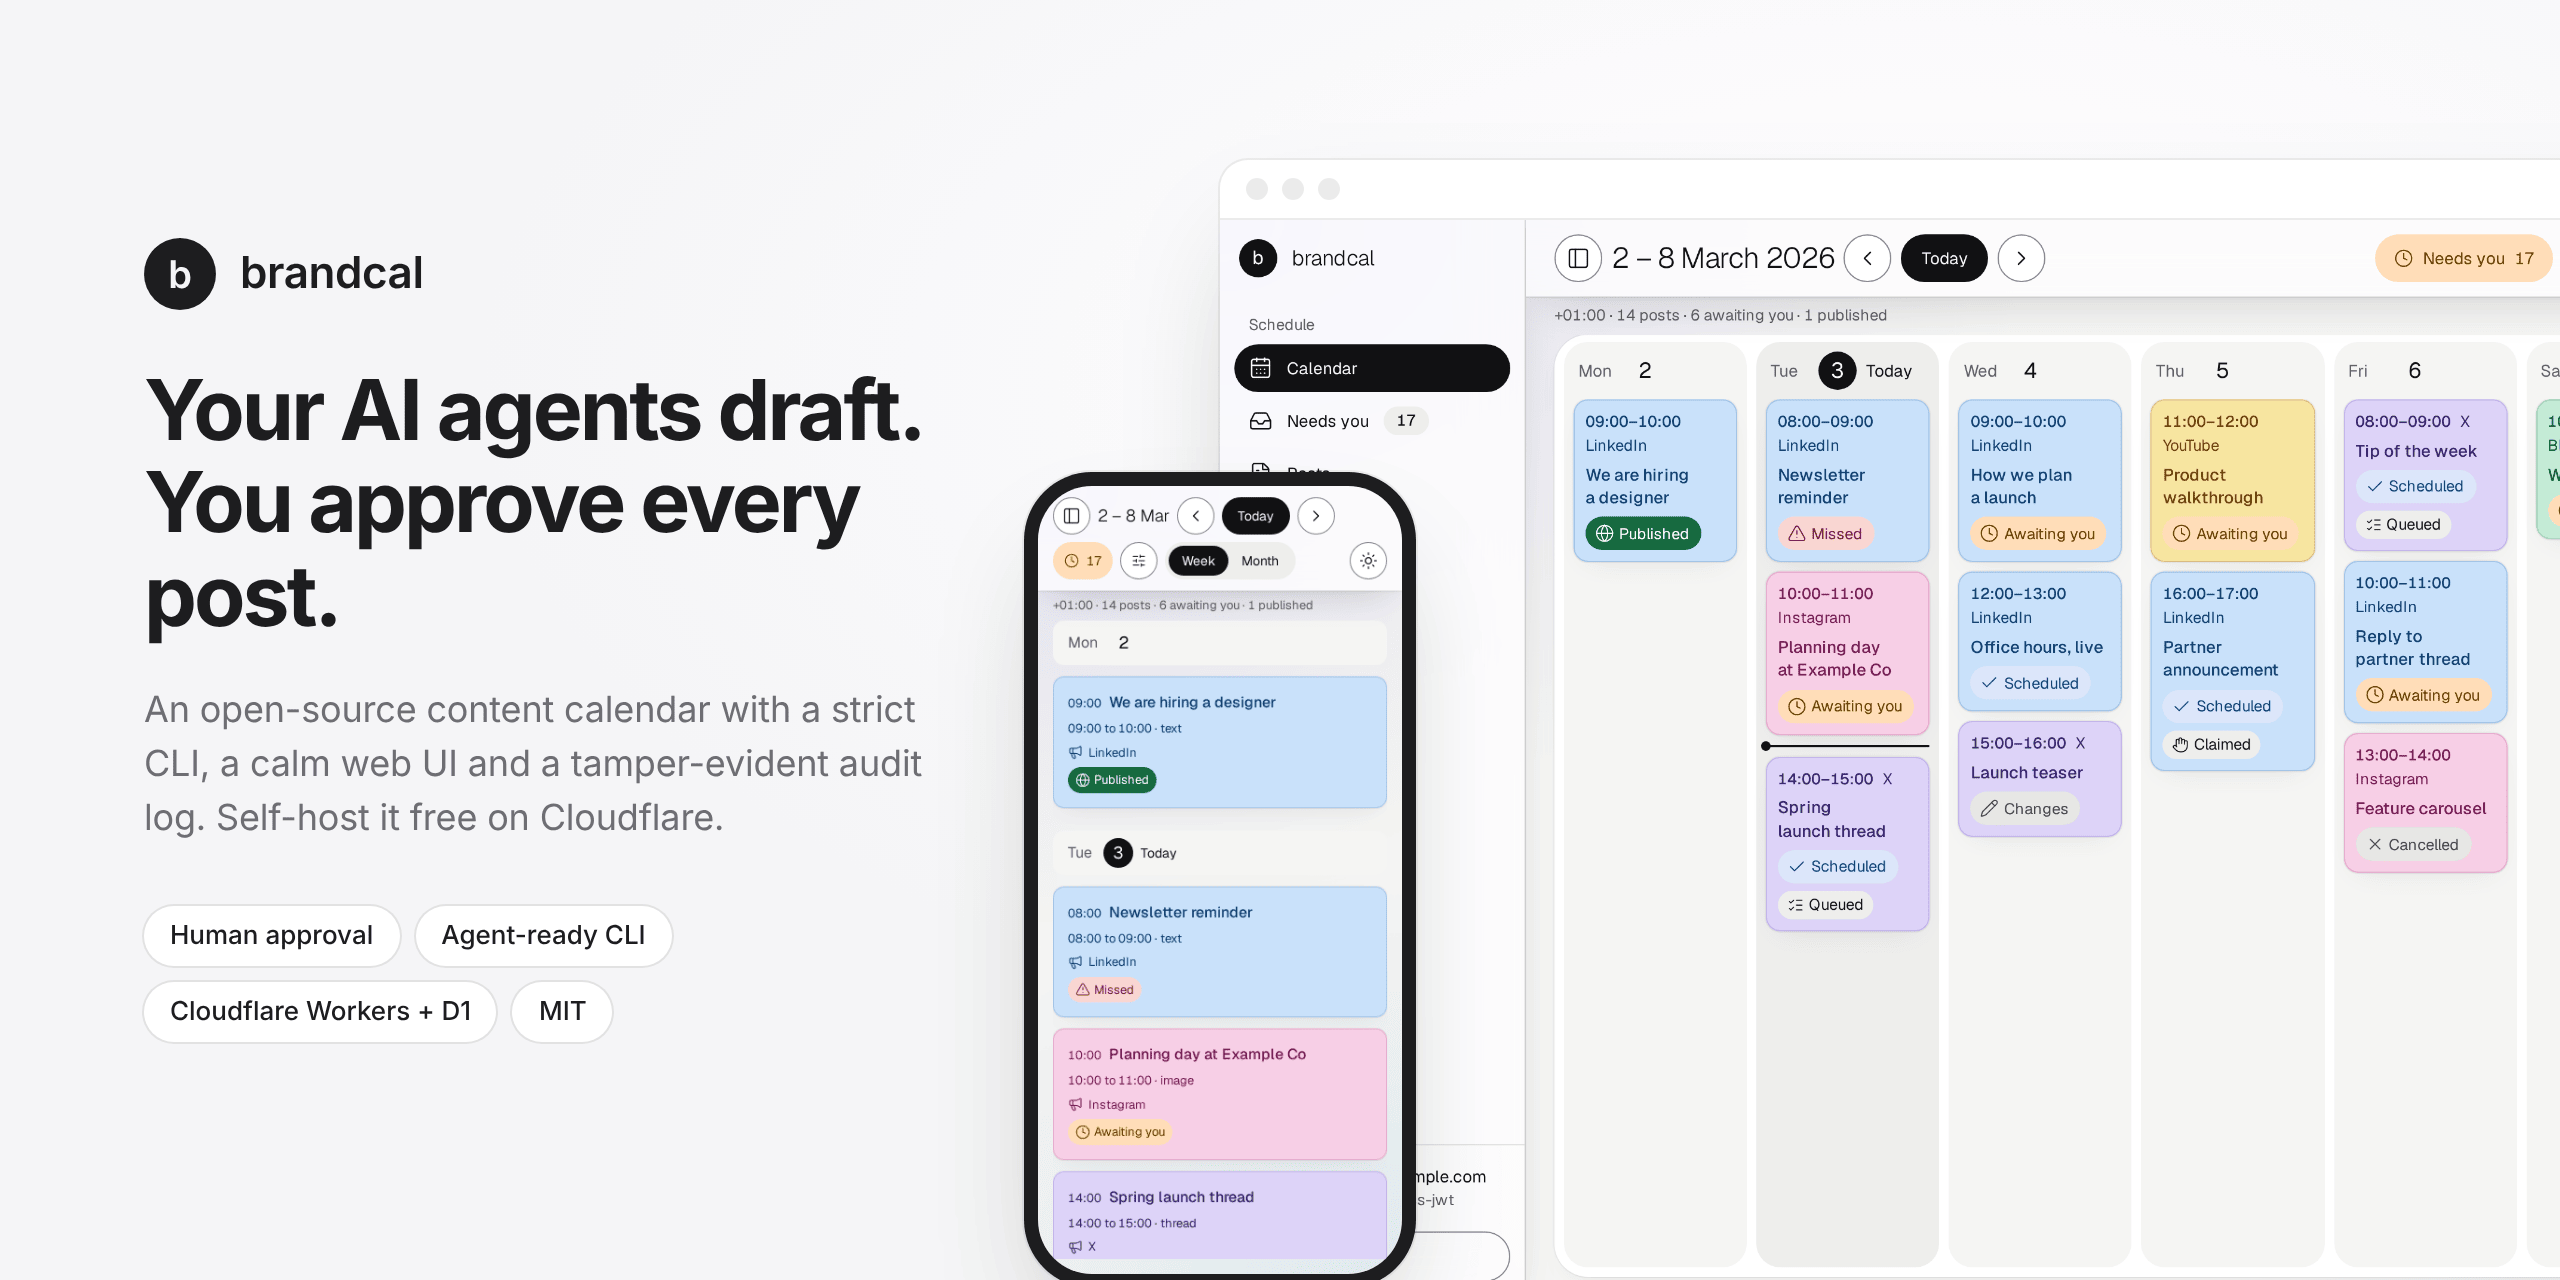 b brandcal
Your AI agents draft.
You approve every
post.
An open-source content calendar with a strict
CLI, a calm web UI and a tamper-evident audit
log. Self-host it free on Cloudflare.
Human approval
Agent-ready CLI
Cloudflare Workers + D1
MIT
b brandcal
Schedule
Calendar
Needs you 17
Posts
mple.com
s-jwt
2 – 8 March 2026
Today
Needs you 17
+01:00 · 14 posts · 6 awaiting you · 1 published
Mon 2
09:00–10:00
LinkedIn
We are hiring
a designer
Published
Tue 3 Today
08:00–09:00
LinkedIn
Newsletter
reminder
Missed
10:00–11:00
Instagram
Planning day
at Example Co
Awaiting you
14:00–15:00 X
Spring
launch thread
Scheduled
Queued
Wed 4
09:00–10:00
LinkedIn
How we plan
a launch
Awaiting you
12:00–13:00
LinkedIn
Office hours, live
Scheduled
15:00–16:00 X
Launch teaser
Changes
Thu 5
11:00–12:00
YouTube
Product
walkthrough
Awaiting you
16:00–17:00
LinkedIn
Partner
announcement
Scheduled
Claimed
Fri 6
08:00–09:00 X
Tip of the week
Scheduled
Queued
10:00–11:00
LinkedIn
Reply to
partner thread
Awaiting you
13:00–14:00
Instagram
Feature carousel
Cancelled
Sa
2 – 8 Mar
Today
17
Week
Month
+01:00 · 14 posts · 6 awaiting you · 1 published
Mon 2
09:00 We are hiring a designer
09:00 to 10:00 · text
LinkedIn
Published
Tue 3 Today
08:00 Newsletter reminder
08:00 to 09:00 · text
LinkedIn
Missed
10:00 Planning day at Example Co
10:00 to 11:00 · image
Instagram
Awaiting you
14:00 Spring launch thread
14:00 to 15:00 · thread
X